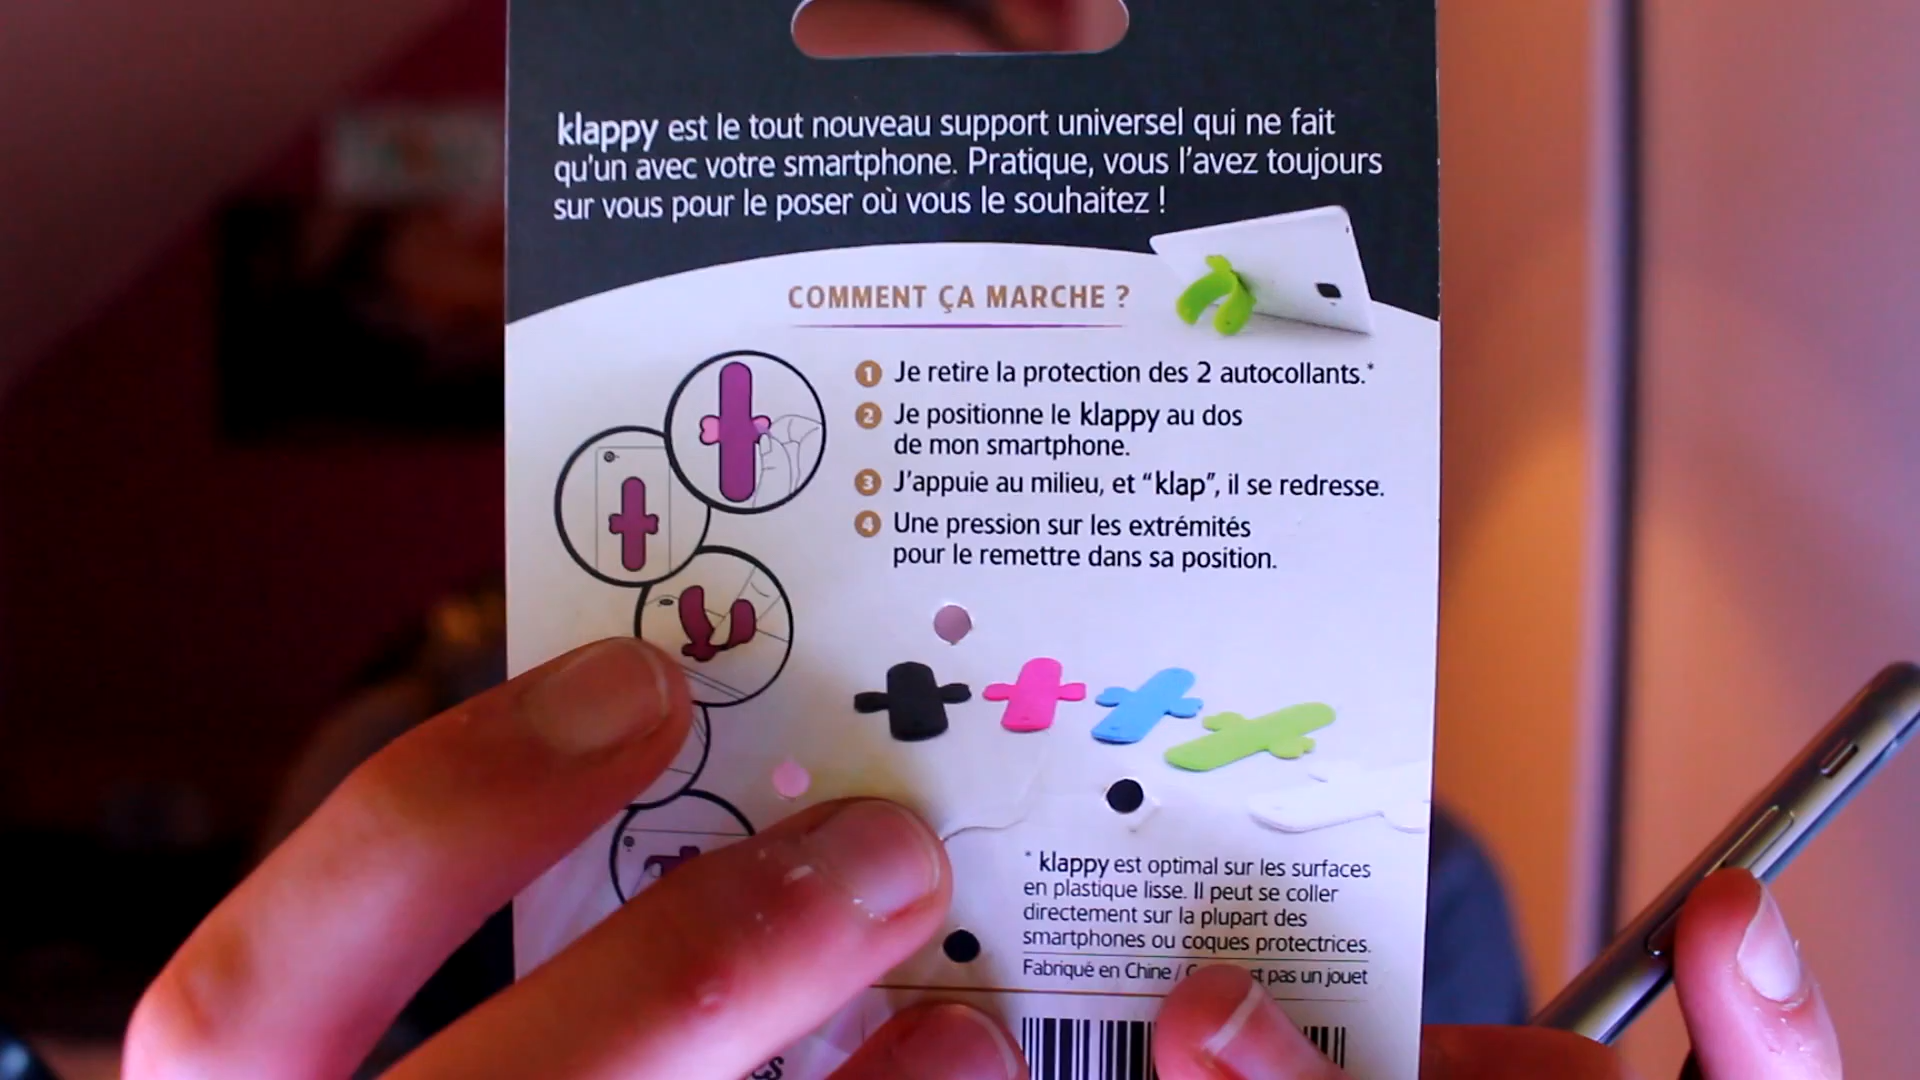 klappy est le tout nouveau support universel qui ne fait
qu'un avec votre smartphone. Pratique, vous l'avez toujours
sur vous pour le poser où vous le souhaitez !
COMMENT ÇA MARCHE ?
1 Je retire la protection des 2 autocollants.*
2 Je positionne le klappy au dos
de mon smartphone.
3 J'appuie au milieu, et “klap”, il se redresse.
4 Une pression sur les extrémités
pour le remettre dans sa position.
* klappy est optimal sur les surfaces
en plastique lisse. Il peut se coller
directement sur la plupart des
smartphones ou coques protectrices.
Fabriqué en Chine / pas un jouet